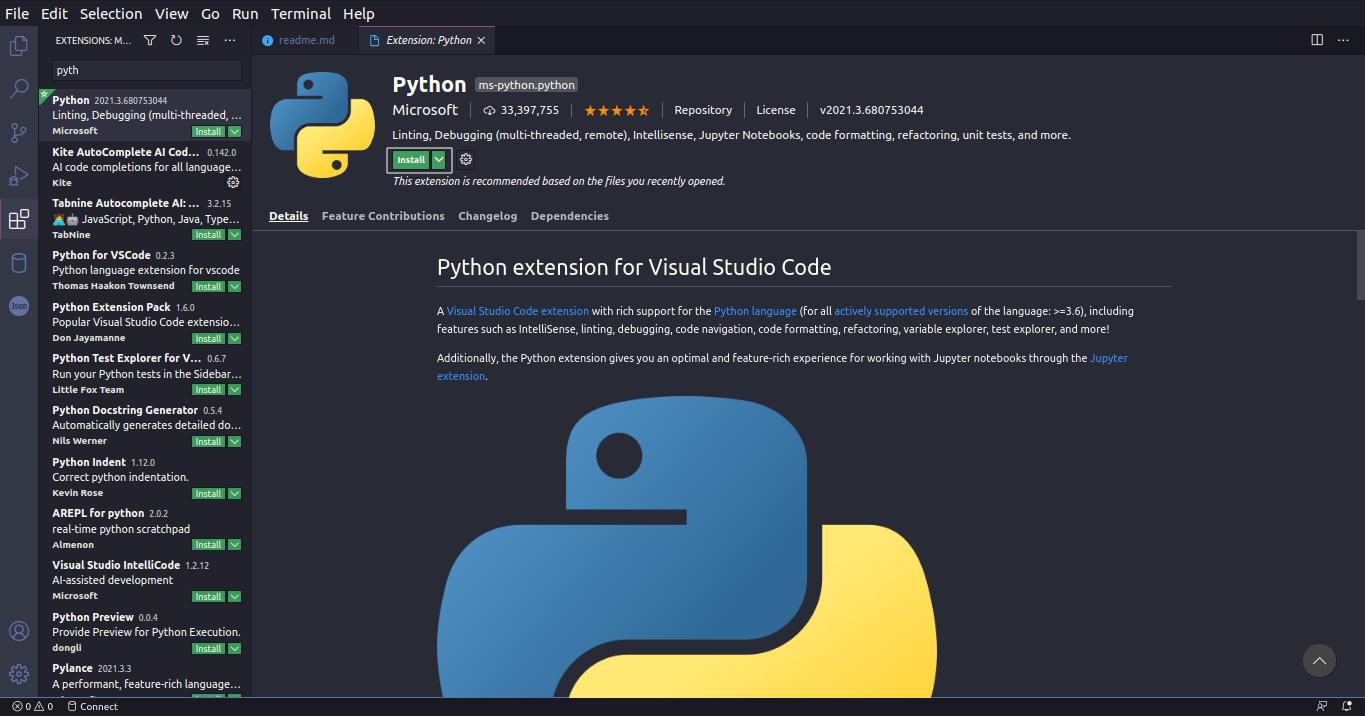 File Edit Selection View Go Run Terminal Help
EXTENSIONS: M...
readme.md
Extension: Python
pyth
Python 2021.3.680753044
Linting, Debugging (multi-threaded, ...
Microsoft Install
Kite AutoComplete AI Cod... 0.142.0
AI code completions for all language...
Kite
Tabnine Autocomplete AI: ... 3.2.15
JavaScript, Python, Java, Type...
TabNine Install
Python for VSCode 0.2.3
Python language extension for vscode
Thomas Haakon Townsend Install
Python Extension Pack 1.6.0
Popular Visual Studio Code extensio...
Don Jayamanne Install
Python Test Explorer for V... 0.6.7
Run your Python tests in the Sidebar...
Little Fox Team Install
Python Docstring Generator 0.5.4
Automatically generates detailed do...
Nils Werner Install
Python Indent 1.12.0
Correct python indentation.
Kevin Rose Install
AREPL for python 2.0.2
real-time python scratchpad
Almenon Install
Visual Studio IntelliCode 1.2.12
AI-assisted development
Microsoft Install
Python Preview 0.0.4
Provide Preview for Python Execution.
dongli Install
Pylance 2021.3.3
A performant, feature-rich language...
Json
Python ms-python.python
Microsoft 33,397,755 Repository License v2021.3.680753044
Linting, Debugging (multi-threaded, remote), Intellisense, Jupyter Notebooks, code formatting, refactoring, unit tests, and more.
Install
This extension is recommended based on the files you recently opened.
Details Feature Contributions Changelog Dependencies
Python extension for Visual Studio Code
A Visual Studio Code extension with rich support for the Python language (for all actively supported versions of the language: >=3.6), including
features such as IntelliSense, linting, debugging, code navigation, code formatting, refactoring, variable explorer, test explorer, and more!
Additionally, the Python extension gives you an optimal and feature-rich experience for working with Jupyter notebooks through the Jupyter
extension.
0 0 Connect